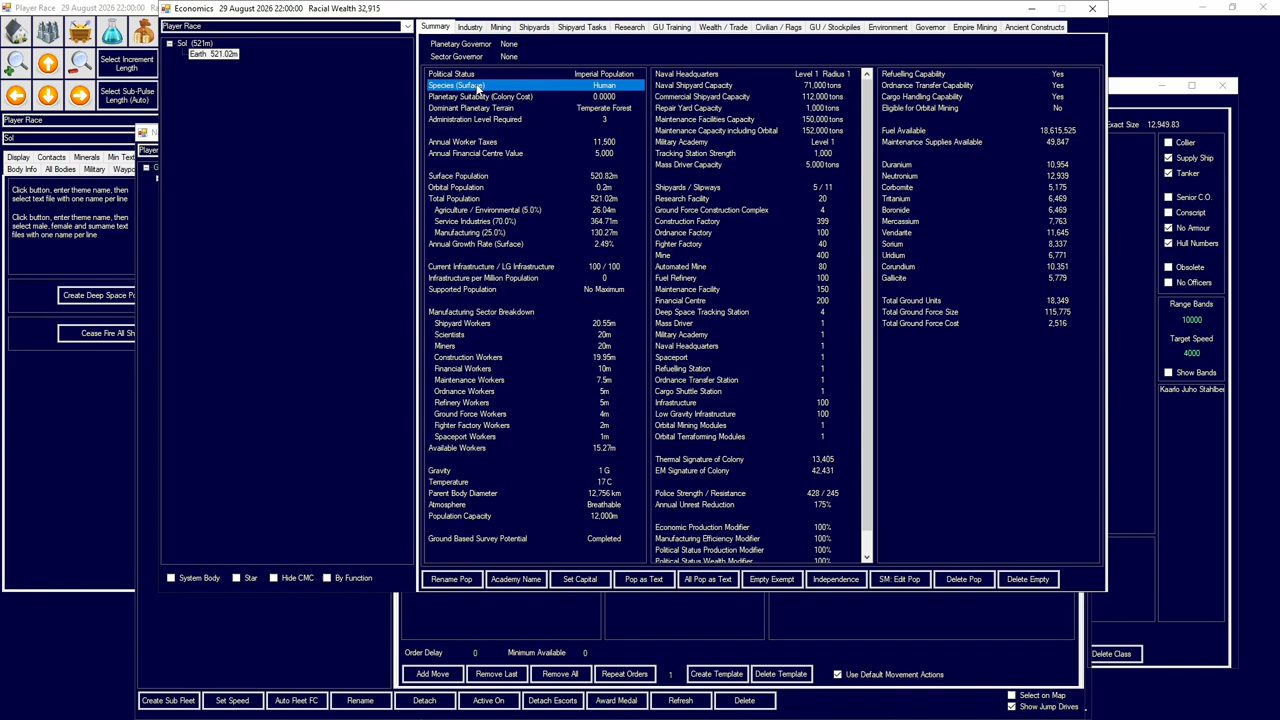 Player Race    29 August 2026 22:00:00    Ra
Economics    29 August 2026 22:00:00    Racial Wealth 32,915
Player Race
Sol  (521m)
Earth  521.02m
Summary
Industry
Mining
Shipyards
Shipyard Tasks
Research
GU Training
Wealth / Trade
Civilian / Flags
GU / Stockpiles
Environment
Governor
Empire Mining
Ancient Constructs
Planetary Governor    None
Sector Governor    None
Political Status    Imperial Population
Species (Surface)    Human
Planetary Suitability (Colony Cost)    0.0000
Dominant Planetary Terrain    Temperate Forest
Administration Level Required    3
Annual Worker Taxes    11,500
Annual Financial Centre Value    5,000
Surface Population    520.82m
Orbital Population    0.2m
Total Population    521.02m
Agriculture / Environmental (5.0%)    26.04m
Service Industries (70.0%)    364.71m
Manufacturing (25.0%)    130.27m
Annual Growth Rate (Surface)    2.49%
Current Infrastructure / LG Infrastructure    100 / 100
Infrastructure per Million Population    0
Supported Population    No Maximum
Manufacturing Sector Breakdown
Shipyard Workers    20.55m
Scientists    20m
Miners    20m
Construction Workers    19.95m
Financial Workers    10m
Maintenance Workers    7.5m
Ordnance Workers    5m
Refinery Workers    5m
Ground Force Workers    4m
Fighter Factory Workers    2m
Spaceport Workers    1m
Available Workers    15.27m
Gravity    1 G
Temperature    17 C
Parent Body Diameter    12,756 km
Atmosphere    Breathable
Population Capacity    12,000m
Ground Based Survey Potential    Completed
Naval Headquarters    Level 1  Radius 1
Naval Shipyard Capacity    71,000 tons
Commercial Shipyard Capacity    112,000 tons
Repair Yard Capacity    1,000 tons
Maintenance Facilities Capacity    150,000 tons
Maintenance Capacity including Orbital    152,000 tons
Military Academy    Level 1
Tracking Station Strength    1,000
Mass Driver Capacity    5,000 tons
Shipyards / Slipways    5 / 11
Research Facility    20
Ground Force Construction Complex    4
Construction Factory    399
Ordnance Factory    100
Fighter Factory    40
Mine    400
Automated Mine    80
Fuel Refinery    100
Maintenance Facility    150
Financial Centre    200
Deep Space Tracking Station    4
Mass Driver    1
Military Academy    1
Naval Headquarters    1
Spaceport    1
Refuelling Station    1
Ordnance Transfer Station    1
Cargo Shuttle Station    1
Infrastructure    100
Low Gravity Infrastructure    100
Orbital Mining Modules    1
Orbital Terraforming Modules    1
Thermal Signature of Colony    13,405
EM Signature of Colony    42,431
Police Strength / Resistance    428 / 245
Annual Unrest Reduction    175%
Economic Production Modifier    100%
Manufacturing Efficiency Modifier    100%
Political Status Production Modifier    100%
Political Status Wealth Modifier    100%
Refuelling Capability    Yes
Ordnance Transfer Capability    Yes
Cargo Handling Capability    Yes
Eligible for Orbital Mining    No
Fuel Available    18,615,525
Maintenance Supplies Available    49,847
Duranium    10,954
Neutronium    12,939
Corbomite    5,175
Tritanium    6,469
Boronide    6,469
Mercassium    7,763
Vendarite    11,645
Sorium    8,337
Uridium    6,771
Corundium    10,351
Gallicite    5,779
Total Ground Units    18,349
Total Ground Force Size    115,775
Total Ground Force Cost    2,516
System Body
Star
Hide CMC
By Function
Rename Pop
Academy Name
Set Capital
Pop as Text
All Pop as Text
Empty Exempt
Independence
SM: Edit Pop
Delete Pop
Delete Empty
Select Increment
Length
Select Sub-Pulse
Length (Auto)
Player Race
Sol
Display
Contacts
Minerals
Min Text
Body Info
All Bodies
Military
Waypo
Click button, enter theme name, then
select text file with one name per line
Click button, enter theme name, then
select male, female and surname text
files with one name per line
Create Deep Space Po
Cease Fire All Sh
N
Player
G
Exact Size    12,949.83
Collier
Supply Ship
Tanker
Senior C.O.
Conscript
No Armour
Hull Numbers
Obsolete
No Officers
Range Bands
10000
Target Speed
4000
Show Bands
Kaarlo Juho Stahlber
Delete Class
Order Delay    0    Minimum Available    0
Add Move
Remove Last
Remove All
Repeat Orders
1
Create Template
Delete Template
Use Default Movement Actions
Create Sub Fleet
Set Speed
Auto Fleet FC
Rename
Detach
Active On
Detach Escorts
Award Medal
Refresh
Delete
Select on Map
Show Jump Drives